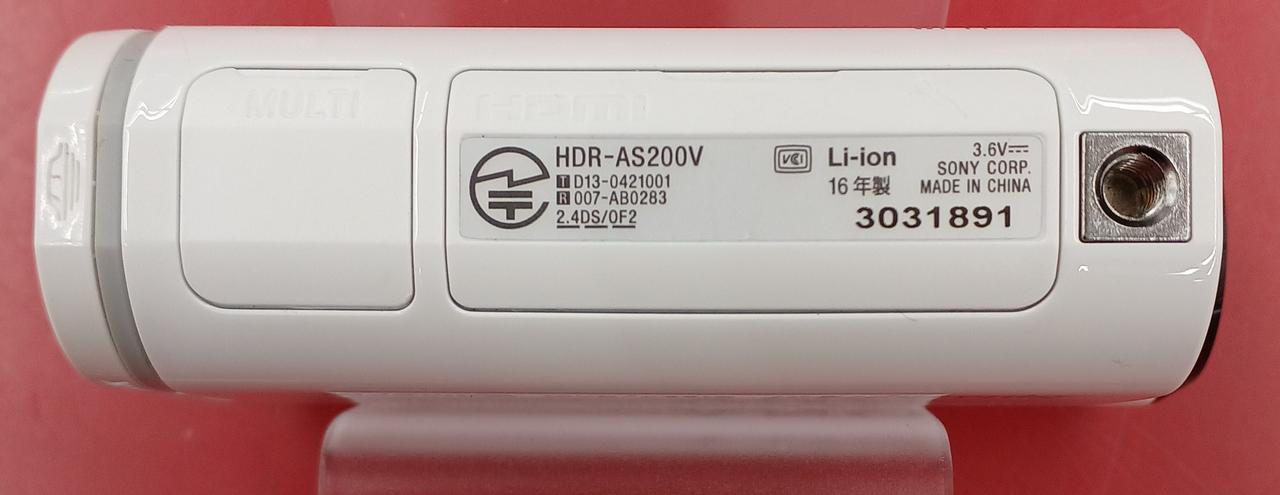 MULTI
HDMI
HDR-AS200V
T D13-0421001
R 007-AB0283
2.4DS/OF2
VCI
Li-ion
16年製
3.6V⎓
SONY CORP.
MADE IN CHINA
3031891